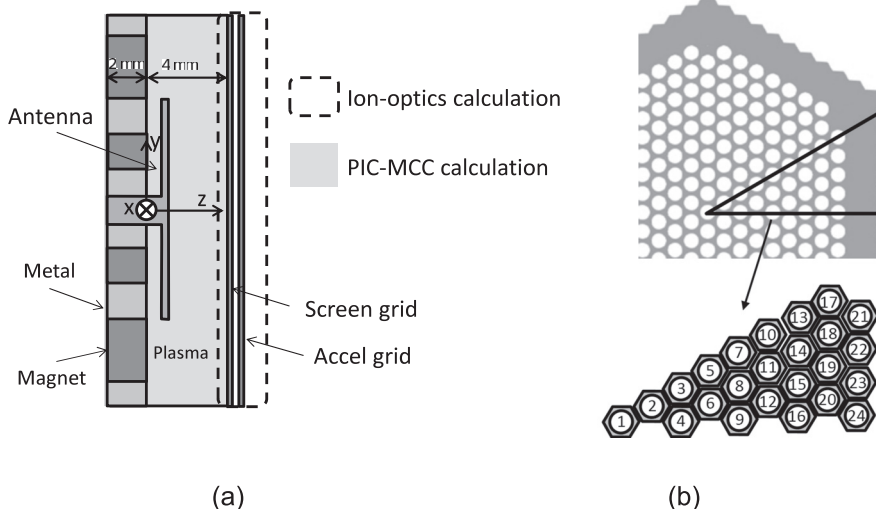 2 mm 4 mm
Antenna
y
x
z
Metal
Magnet
Plasma
Screen grid
Accel grid
Ion-optics calculation
PIC-MCC calculation
(a)
17
13 21
10 18
7 14 22
5 11 19
3 8 15 23
2 6 12 20
1 4 9 16 24
(b)